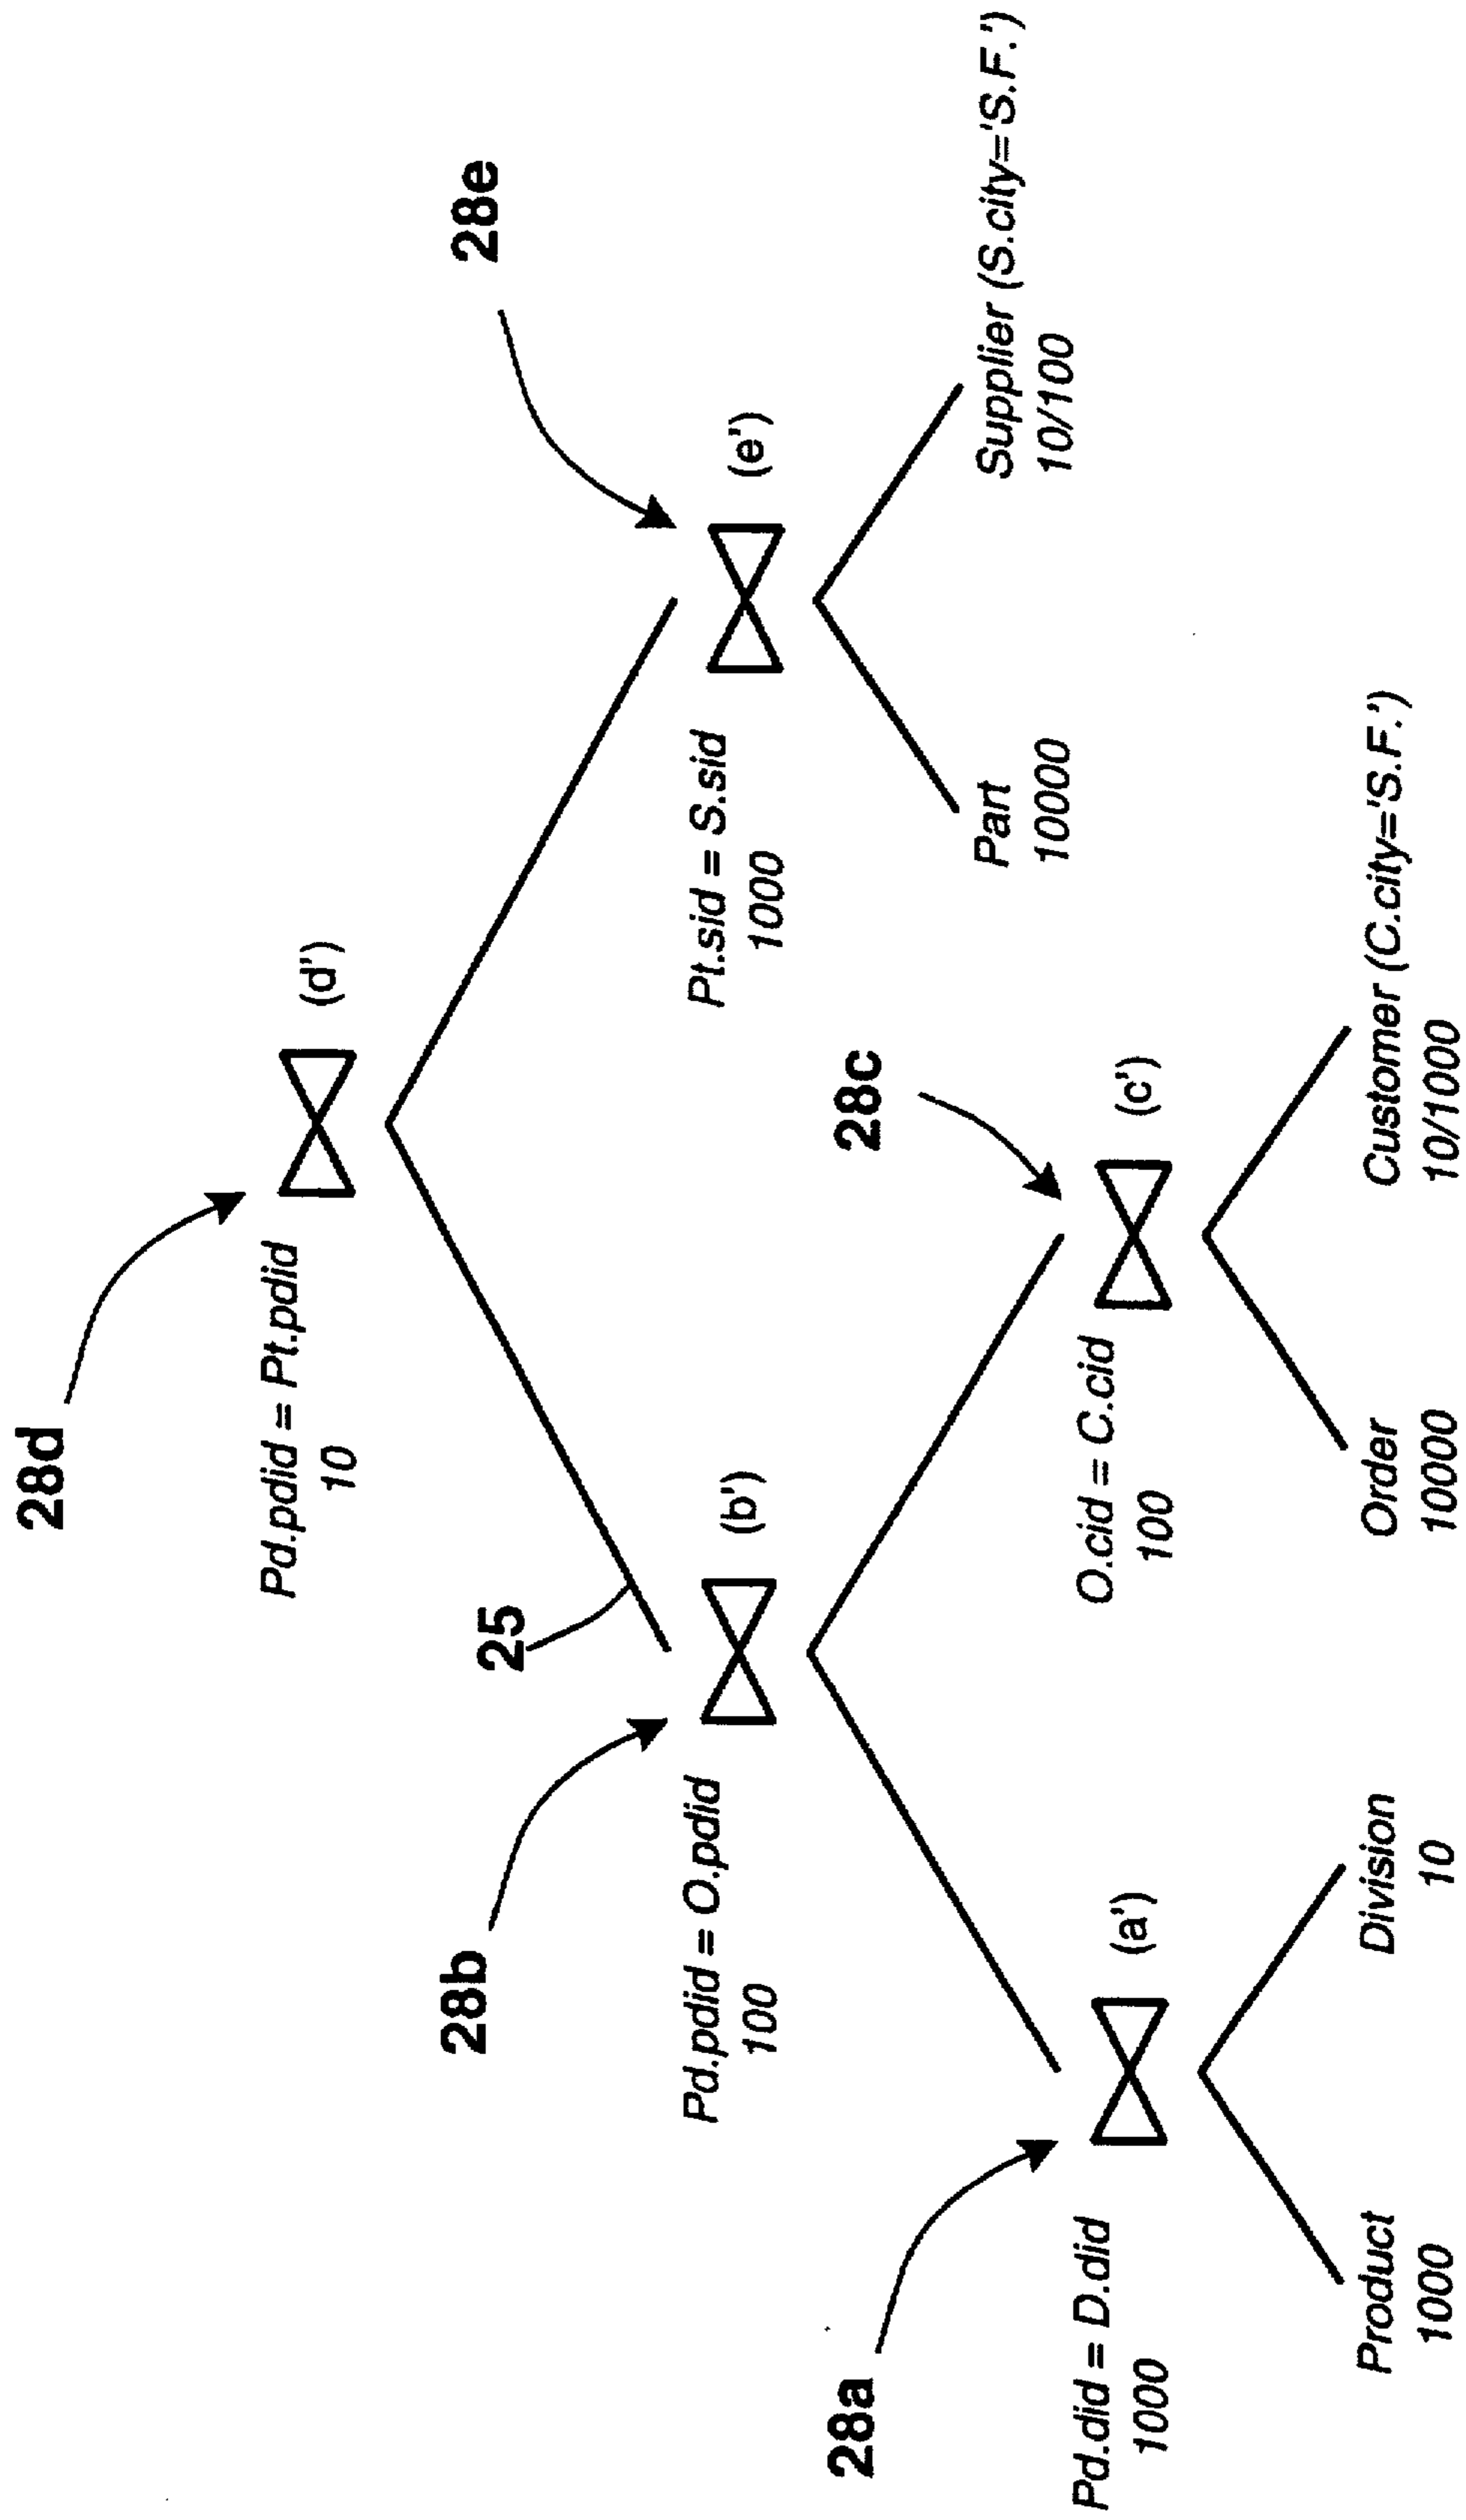 28d
Pd.pdid = Pt.pdid
10
(d')
25
28b
Pd.pdid = O.pdid
100
(b')
28e
Pt.sid = S.sid
1000
(e')
28a
Pd.did = D.did
1000
(a')
28c
O.cid = C.cid
100
(c')
Part
10000
Supplier (S.city='S.F.')
10/100
Product
1000
Division
10
Order
10000
Customer (C.city='S.F.')
10/1000